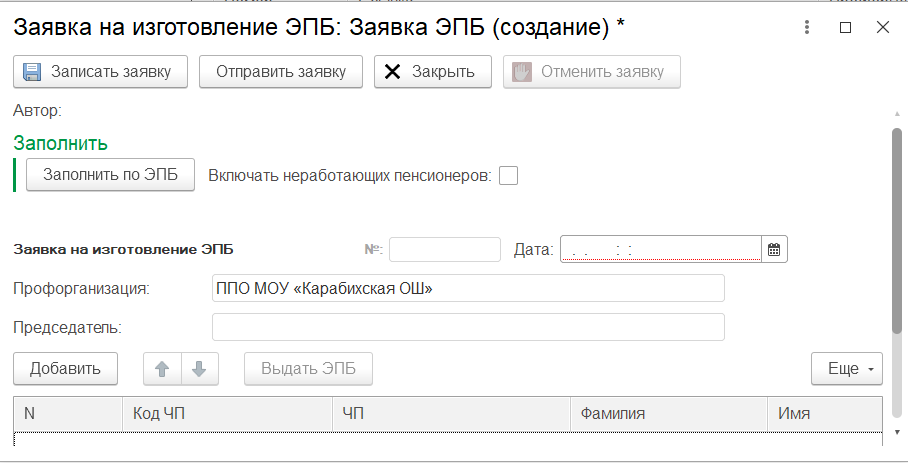 Заявка на изготовление ЭПБ: Заявка ЭПБ (создание) *
Записать заявку Отправить заявку Закрыть Отменить заявку
Автор:
Заполнить
Заполнить по ЭПБ Включать неработающих пенсионеров:
Заявка на изготовление ЭПБ №: Дата: . . : :
Профорганизация: ППО МОУ «Карабихская ОШ»
Председатель:
Добавить Выдать ЭПБ Еще
N Код ЧП ЧП Фамилия Имя